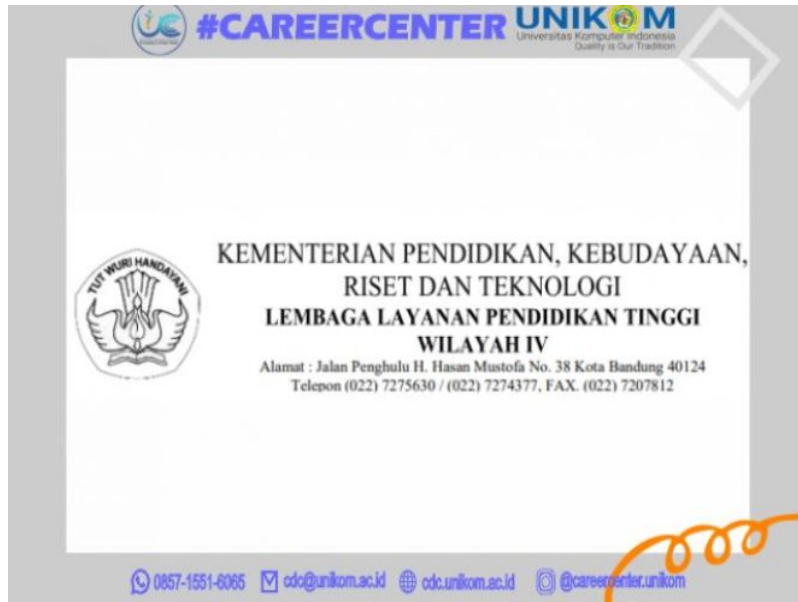 #CAREERCENTER
UNIKOM
Universitas Komputer Indonesia
Quality is Our Tradition
TUT WURI HANDAYANI
KEMENTERIAN PENDIDIKAN, KEBUDAYAAN,
RISET DAN TEKNOLOGI
LEMBAGA LAYANAN PENDIDIKAN TINGGI
WILAYAH IV
Alamat : Jalan Penghulu H. Hasan Mustofa No. 38 Kota Bandung 40124
Telepon (022) 7275630 / (022) 7274377, FAX. (022) 7207812
0857-1551-6065 cdc@unikom.ac.id cdc.unikom.ac.id @careercenter.unikom